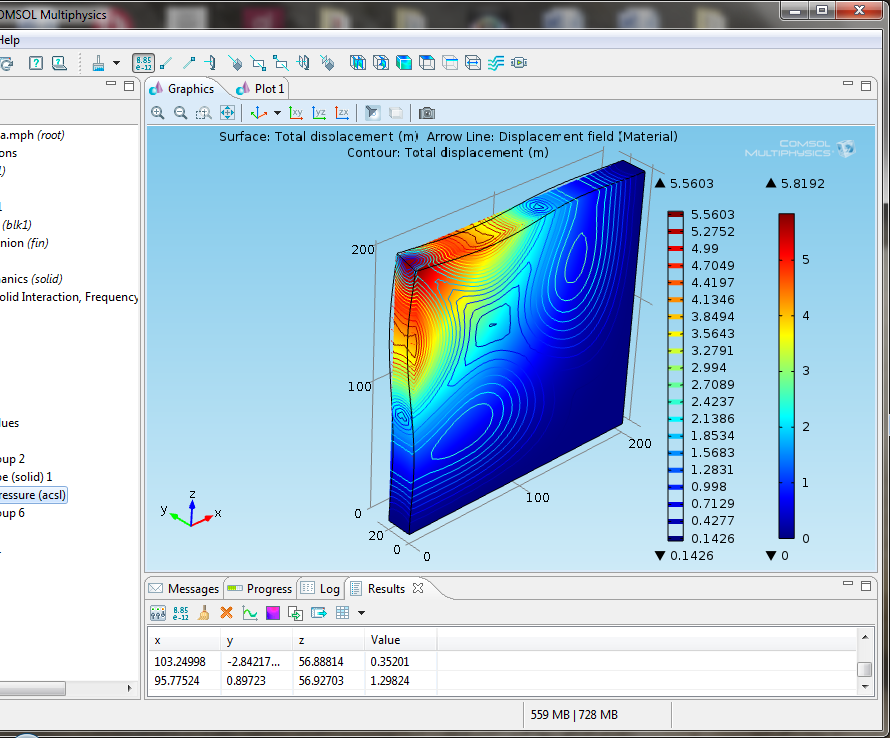 OMSOL Multiphysics
Help
8.85
e-12
Graphics
Plot 1
xy yz zx
a.mph (root)
ons
)
1
(blk1)
nion (fin)
anics (solid)
olid Interaction, Frequency
ues
oup 2
e (solid) 1
ressure (acsl)
oup 6
Surface: Total displacement (m) Arrow Line: Displacement field (Material)
Contour: Total displacement (m)
COMSOL
MULTIPHYSICS
▲ 5.5603
▲ 5.8192
200
100
0
20
0
0
100
200
y z x
5.5603
5.2752
4.99
4.7049
4.4197
4.1346
3.8494
3.5643
3.2791
2.994
2.7089
2.4237
2.1386
1.8534
1.5683
1.2831
0.998
0.7129
0.4277
0.1426
▼ 0.1426
5
4
3
2
1
0
▼ 0
Messages
Progress
Log
Results
8.85
e-12
x y z Value
103.24998 -2.84217... 56.88814 0.35201
95.77524 0.89723 56.92703 1.29824
559 MB | 728 MB